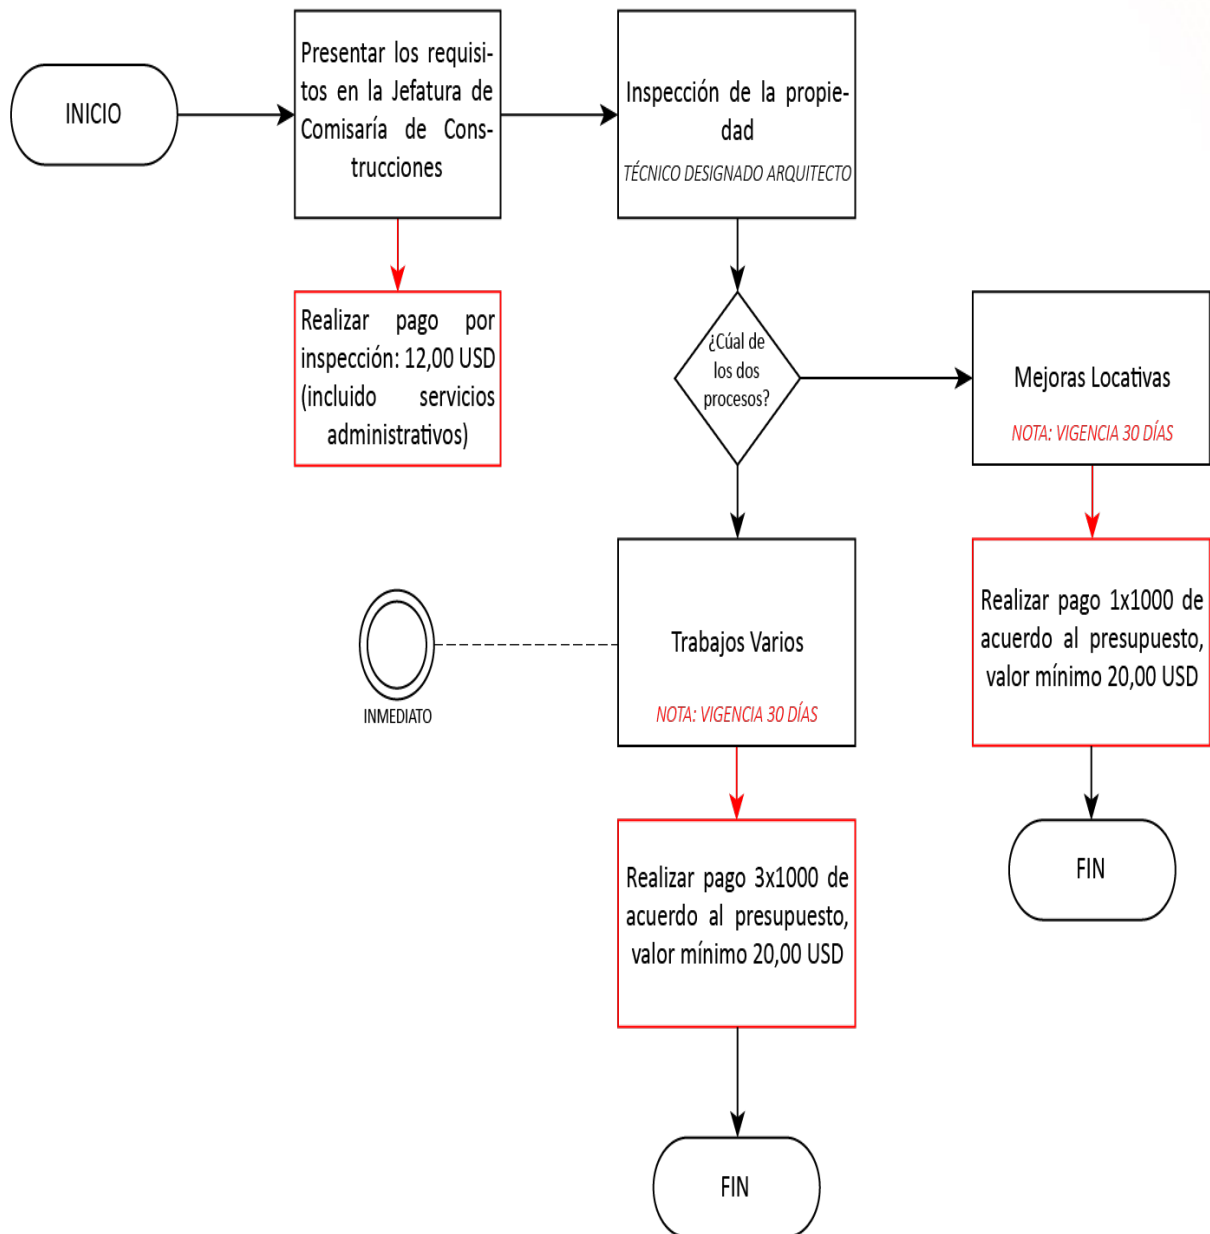 INICIO
Presentar los requisi-
tos en la Jefatura de
Comisaría de Cons-
trucciones
Inspección de la propie-
dad
TÉCNICO DESIGNADO ARQUITECTO
Realizar pago por
inspección: 12,00 USD
(incluido servicios
administrativos)
¿Cúal de
los dos
procesos?
Mejoras Locativas
NOTA: VIGENCIA 30 DÍAS
Trabajos Varios
NOTA: VIGENCIA 30 DÍAS
INMEDIATO
Realizar pago 1x1000 de
acuerdo al presupuesto,
valor mínimo 20,00 USD
Realizar pago 3x1000 de
acuerdo al presupuesto,
valor mínimo 20,00 USD
FIN
FIN